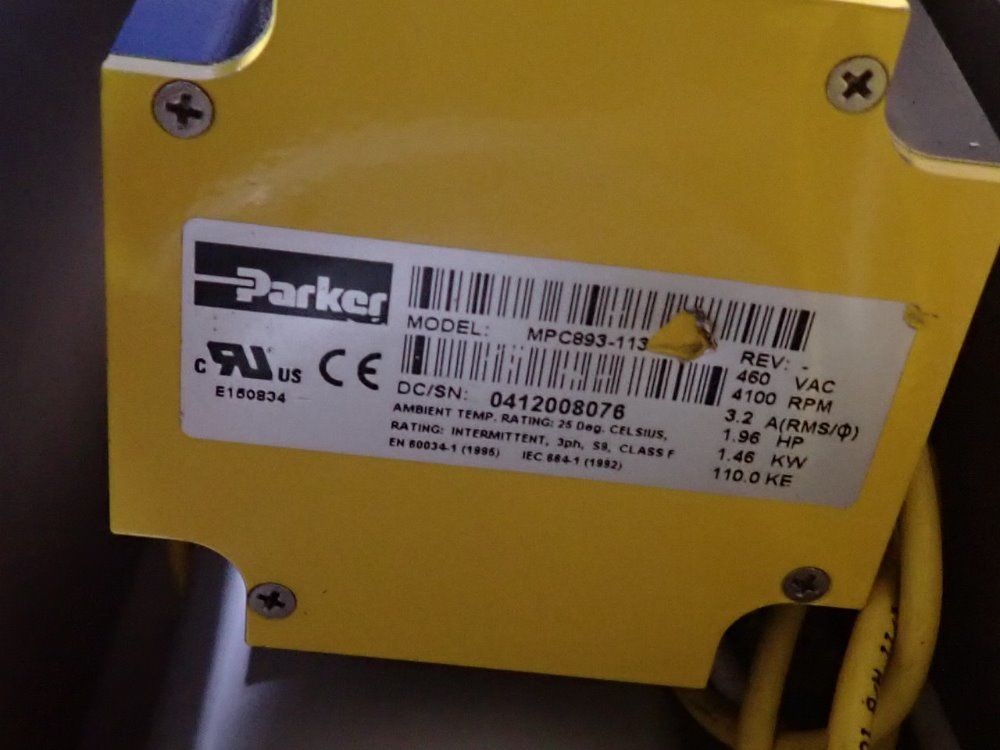 Parker
MODEL: MPC893-113
REV: -
C RU US CE
E150834
DC/SN: 0412008076
AMBIENT TEMP. RATING: 25 Deg. CELSIUS,
RATING: INTERMITTENT, 3ph, S9, CLASS F
EN 60034-1 (1995) IEC 664-1 (1992)
460 VAC
4100 RPM
3.2 A(RMS/Φ)
1.96 HP
1.46 KW
110.0 KE